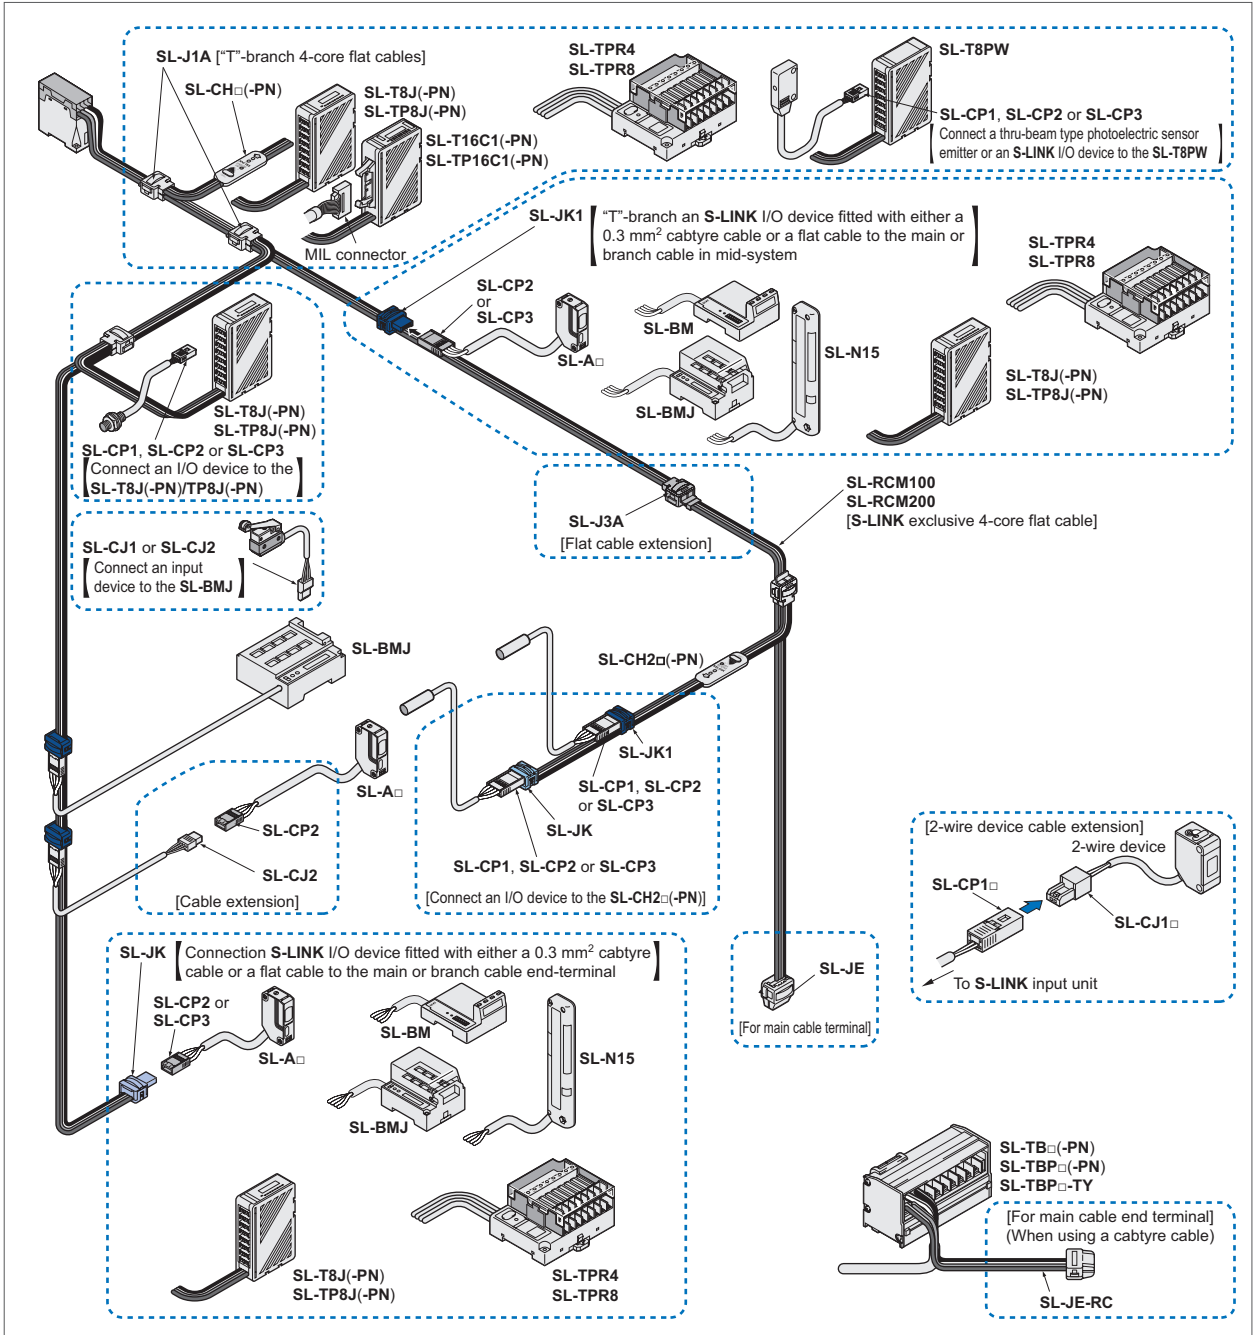 SL-J1A ["T"-branch 4-core flat cables]
SL-CH□(-PN)
SL-T8J(-PN)
SL-TP8J(-PN)
SL-T16C1(-PN)
SL-TP16C1(-PN)
MIL connector
SL-TPR4
SL-TPR8
SL-T8PW
SL-CP1, SL-CP2 or SL-CP3
[Connect a thru-beam type photoelectric sensor
emitter or an S-LINK I/O device to the SL-T8PW]
SL-JK1
["T"-branch an S-LINK I/O device fitted with either a
0.3 mm² cabtyre cable or a flat cable to the main or
branch cable in mid-system]
SL-CP2
or
SL-CP3
SL-A□
SL-BM
SL-BMJ
SL-N15
SL-TPR4
SL-TPR8
SL-T8J(-PN)
SL-TP8J(-PN)
SL-T8J(-PN)
SL-TP8J(-PN)
SL-CP1, SL-CP2 or SL-CP3
[Connect an I/O device to the
SL-T8J(-PN)/TP8J(-PN)]
SL-J3A
[Flat cable extension]
SL-RCM100
SL-RCM200
[S-LINK exclusive 4-core flat cable]
SL-CJ1 or SL-CJ2
[Connect an input
device to the SL-BMJ]
SL-BMJ
SL-CH2□(-PN)
SL-A□
SL-CP2
SL-CJ2
[Cable extension]
SL-JK1
SL-CP1, SL-CP2
or SL-CP3
SL-JK
SL-CP1, SL-CP2 or SL-CP3
[Connect an I/O device to the SL-CH2□(-PN)]
[2-wire device cable extension]
2-wire device
SL-CP1□
SL-CJ1□
To S-LINK input unit
SL-JE
[For main cable terminal]
SL-JK
[Connection S-LINK I/O device fitted with either a 0.3 mm² cabtyre
cable or a flat cable to the main or branch cable end-terminal]
SL-CP2 or
SL-CP3
SL-A□
SL-BM
SL-BMJ
SL-N15
SL-T8J(-PN)
SL-TP8J(-PN)
SL-TPR4
SL-TPR8
SL-TB□(-PN)
SL-TBP□(-PN)
SL-TBP□-TY
[For main cable end terminal]
(When using a cabtyre cable)
SL-JE-RC